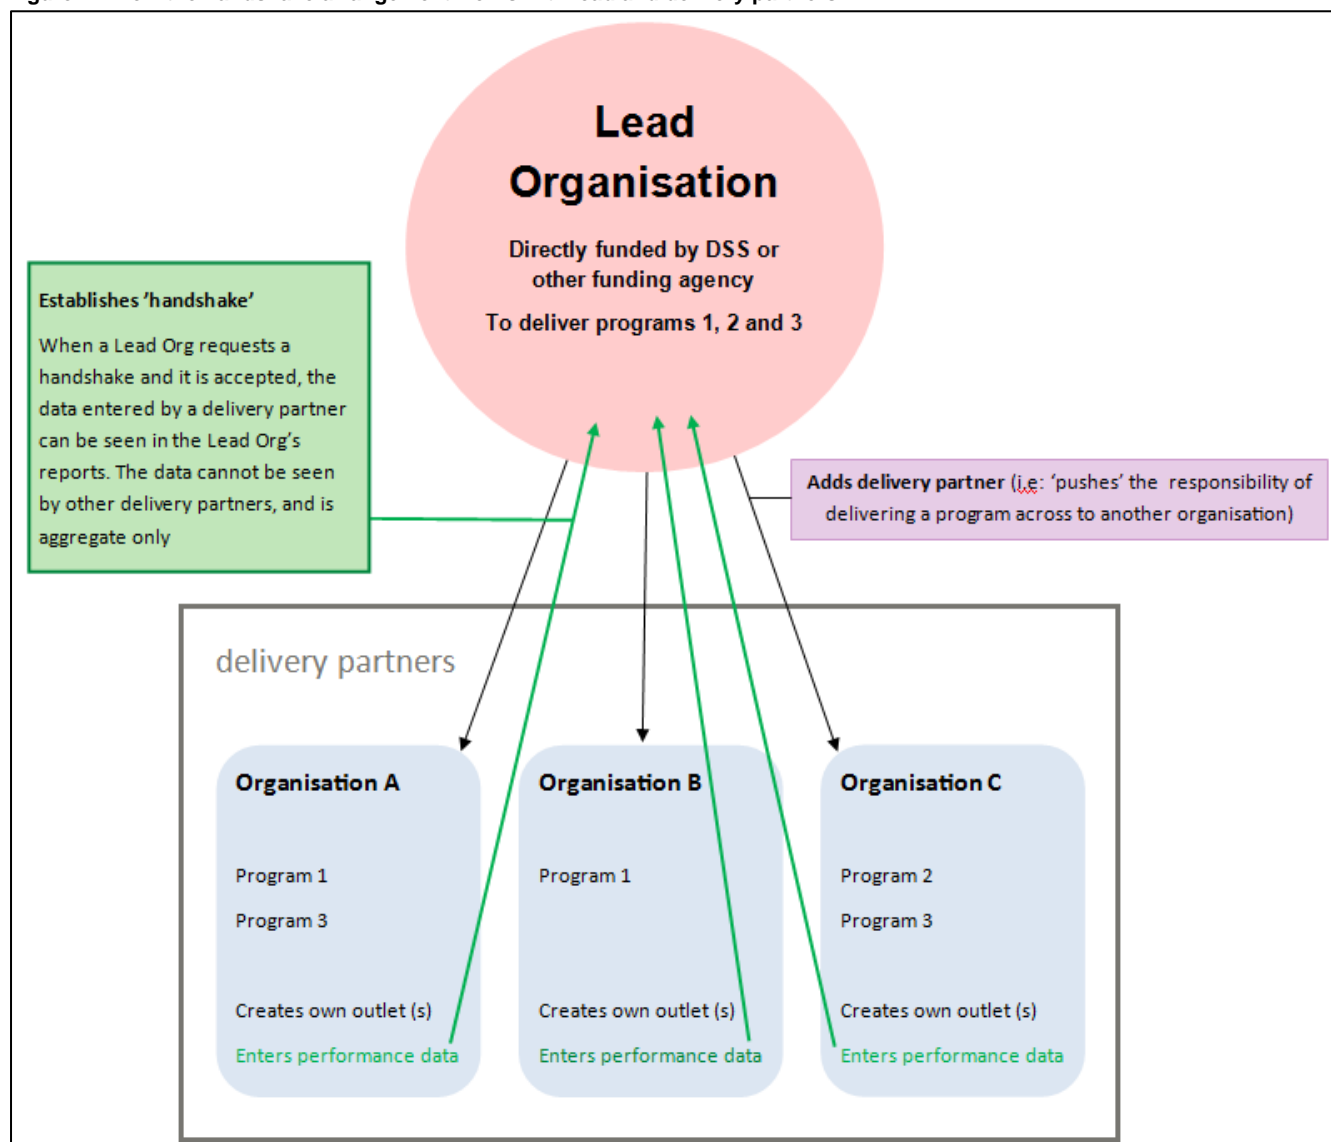 Lead
Organisation
Directly funded by DSS or
other funding agency
To deliver programs 1, 2 and 3
Establishes 'handshake'
When a Lead Org requests a
handshake and it is accepted, the
data entered by a delivery partner
can be seen in the Lead Org's
reports. The data cannot be seen
by other delivery partners, and is
aggregate only
Adds delivery partner (i,e: 'pushes' the responsibility of
delivering a program across to another organisation)
delivery partners
Organisation A
Program 1
Program 3
Creates own outlet (s)
Enters performance data
Organisation B
Program 1
Creates own outlet (s)
Enters performance data
Organisation C
Program 2
Program 3
Creates own outlet (s)
Enters performance data